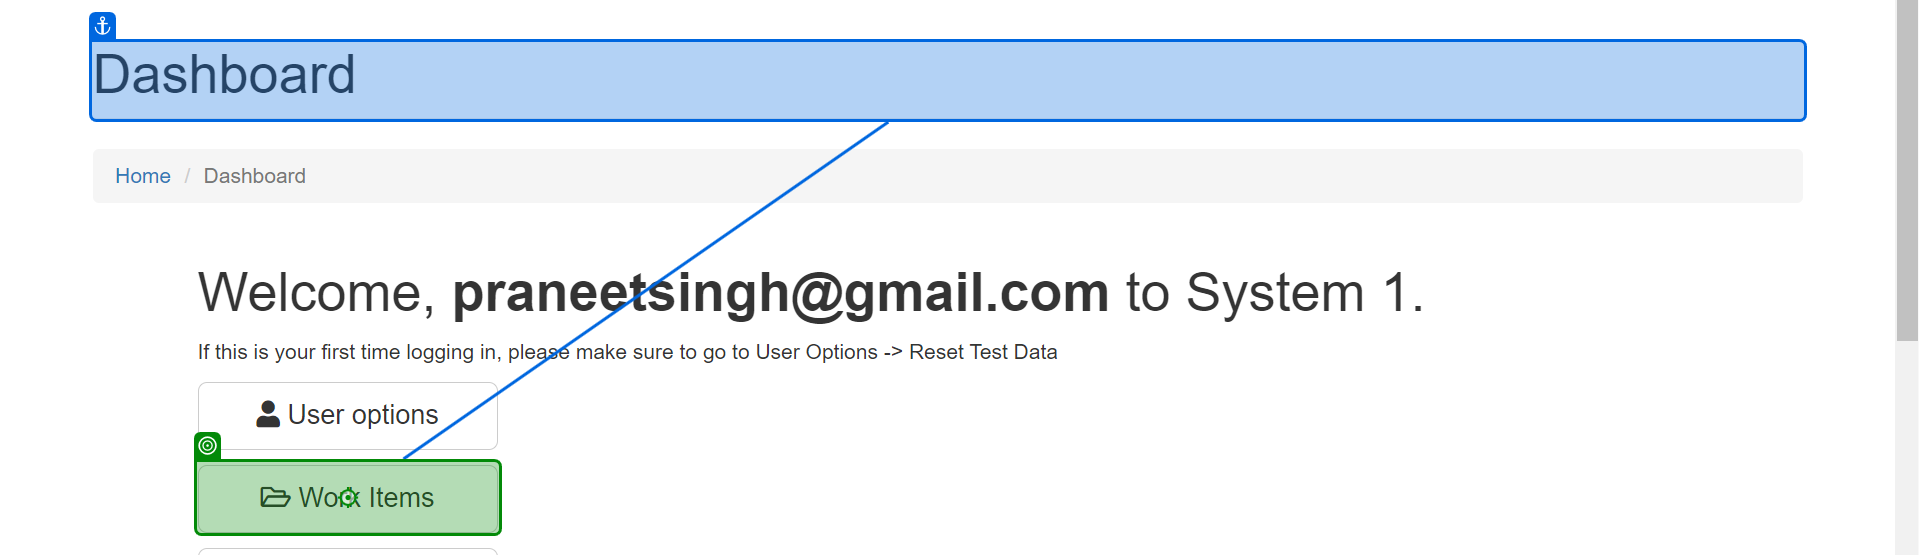 Dashboard
Home / Dashboard
Welcome, praneetsingh@gmail.com to System 1.
If this is your first time logging in, please make sure to go to User Options -> Reset Test Data
User options
Work Items